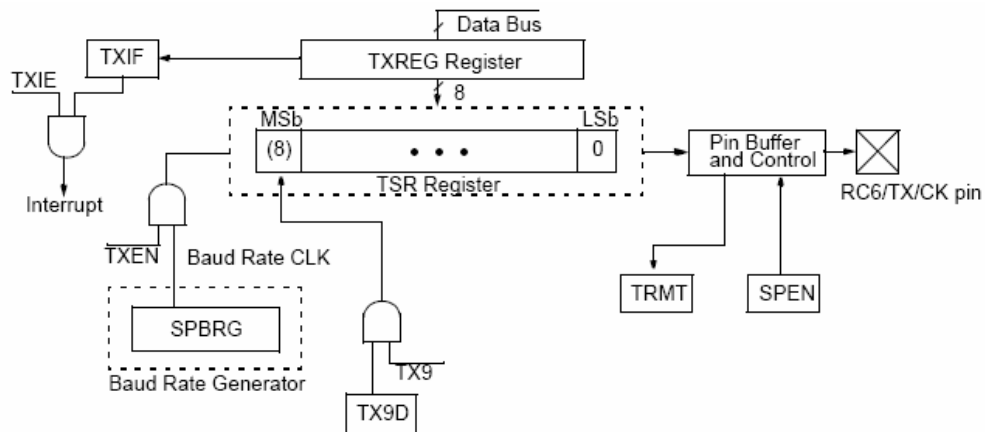 Data Bus
TXIF
TXREG Register
TXIE
8
MSb
LSb
(8)
• • •
0
Pin Buffer
and Control
TSR Register
Interrupt
RC6/TX/CK pin
TXEN
Baud Rate CLK
TRMT
SPEN
SPBRG
TX9
Baud Rate Generator
TX9D